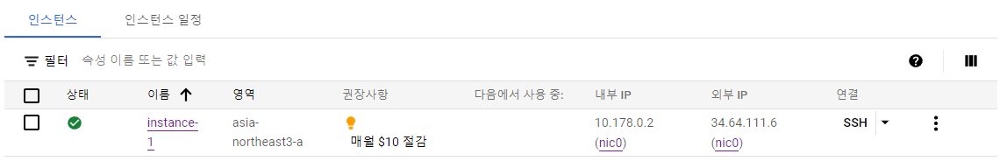 인스턴스 인스턴스 일정
필터 속성 이름 또는 값 입력
상태 이름 영역 권장사항 다음에서 사용 중: 내부 IP 외부 IP 연결
instance- asia- 10.178.0.2 34.64.111.6 SSH
1 northeast3-a 매월 $10 절감 (nic0) (nic0)